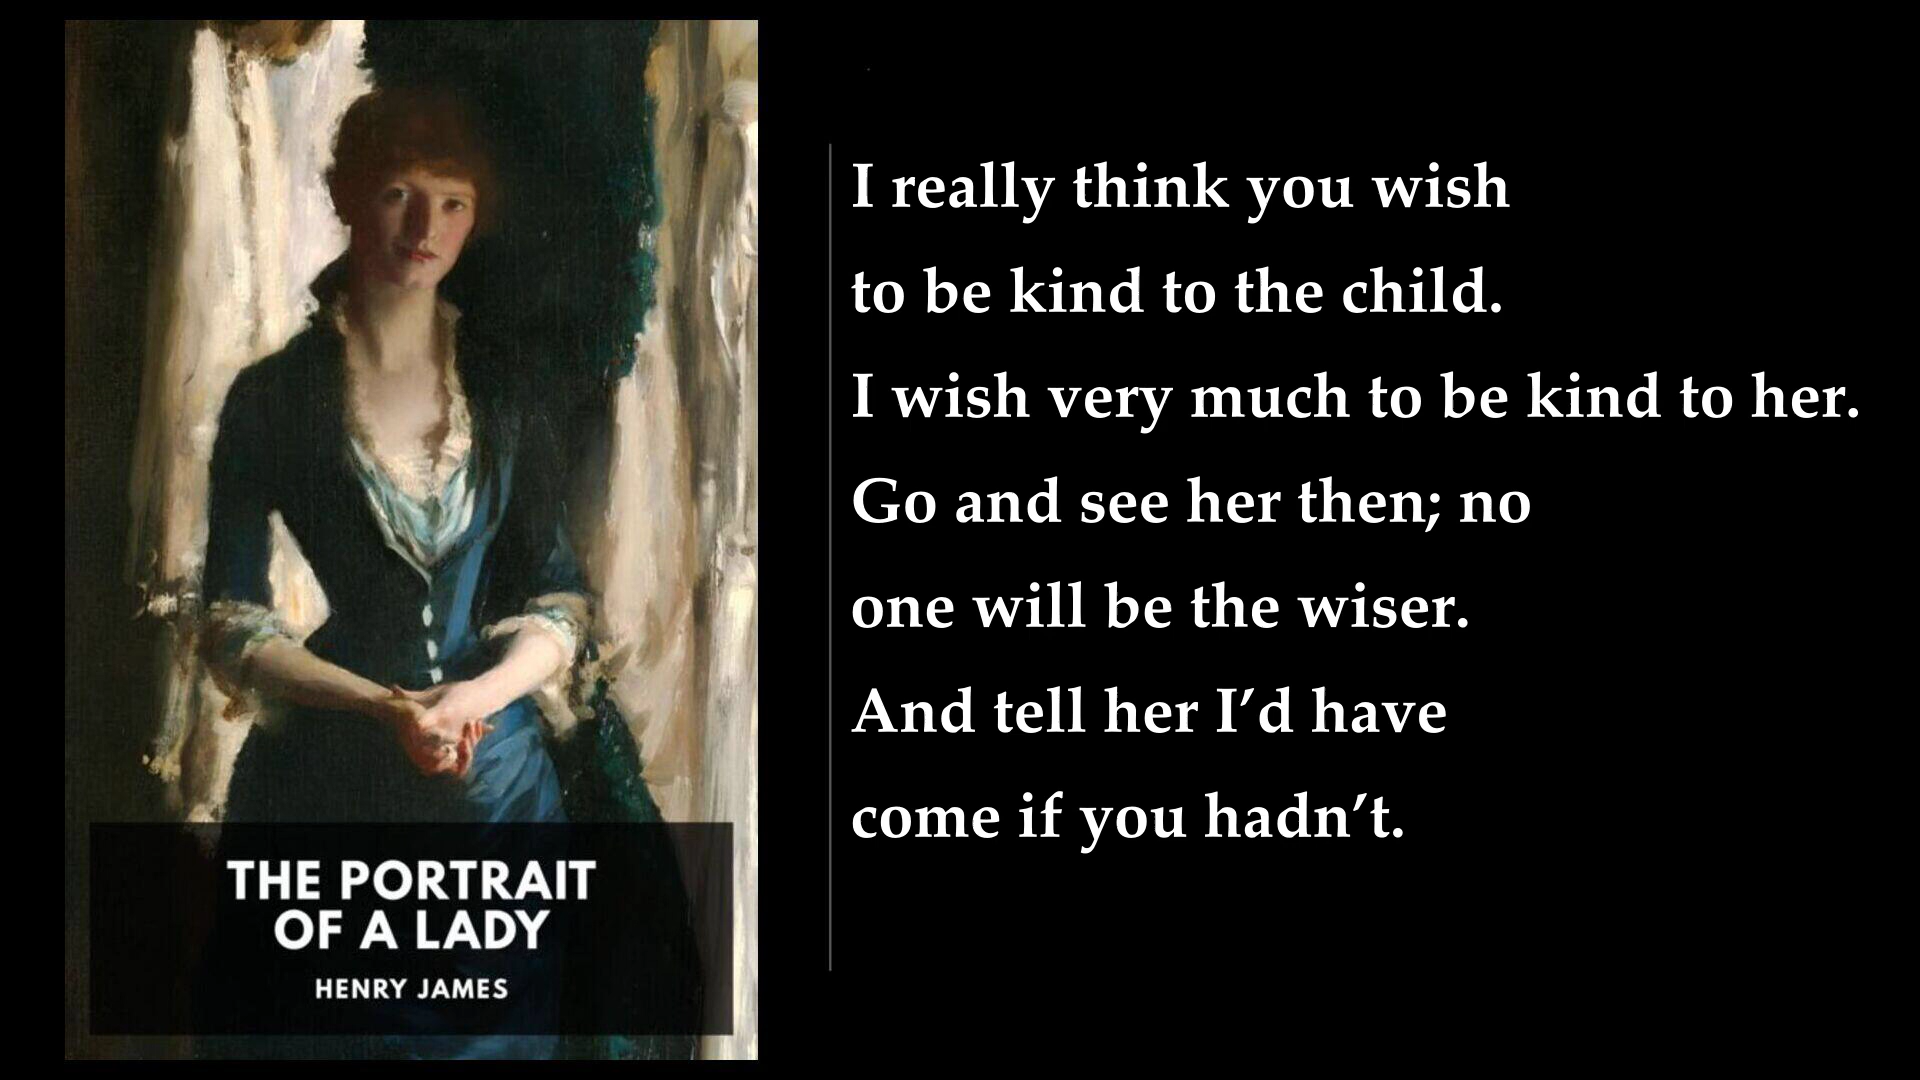 I really think you wish
to be kind to the child.
I wish very much to be kind to her.
Go and see her then; no
one will be the wiser.
And tell her I’d have
come if you hadn’t.
THE PORTRAIT
OF A LADY
HENRY JAMES